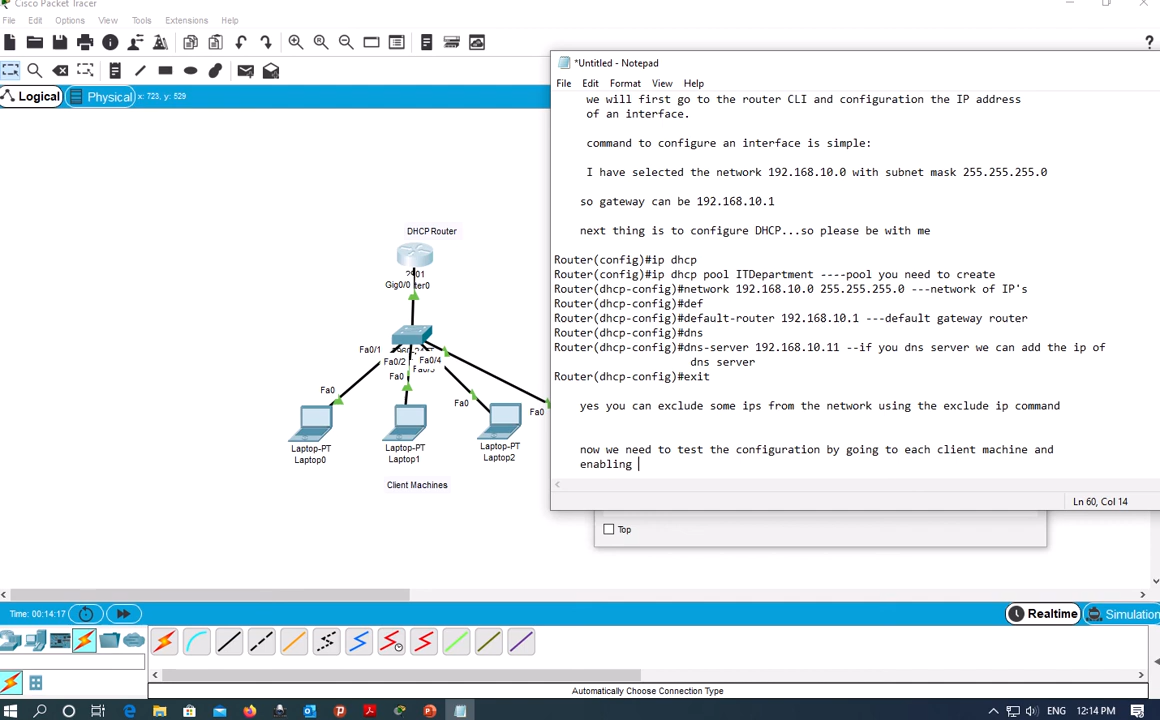 Cisco Packet Tracer
File Edit Options View Tools Extensions Help
Logical Physical x: 723, y: 529
*Untitled - Notepad
File Edit Format View Help
we will first go to the router CLI and configuration the IP address
of an interface.
command to configure an interface is simple:
I have selected the network 192.168.10.0 with subnet mask 255.255.255.0
so gateway can be 192.168.10.1
next thing is to configure DHCP...so please be with me
Router(config)#ip dhcp
Router(config)#ip dhcp pool ITDepartment ----pool you need to create
Router(dhcp-config)#network 192.168.10.0 255.255.255.0 ---network of IP's
Router(dhcp-config)#def
Router(dhcp-config)#default-router 192.168.10.1 ---default gateway router
Router(dhcp-config)#dns
Router(dhcp-config)#dns-server 192.168.10.11 --if you dns server we can add the ip of
dns server
Router(dhcp-config)#exit
yes you can exclude some ips from the network using the exclude ip command
now we need to test the configuration by going to each client machine and
enabling
Ln 60, Col 14
Top
DHCP Router
Gig0/0
Fa0/1
Fa0/2
Fa0/4
Fa0
Fa0
Fa0
Fa0
Laptop-PT
Laptop0
Laptop-PT
Laptop1
Laptop-PT
Laptop2
Client Machines
Time: 00:14:17
Realtime
Simulation
Automatically Choose Connection Type
ENG 12:14 PM